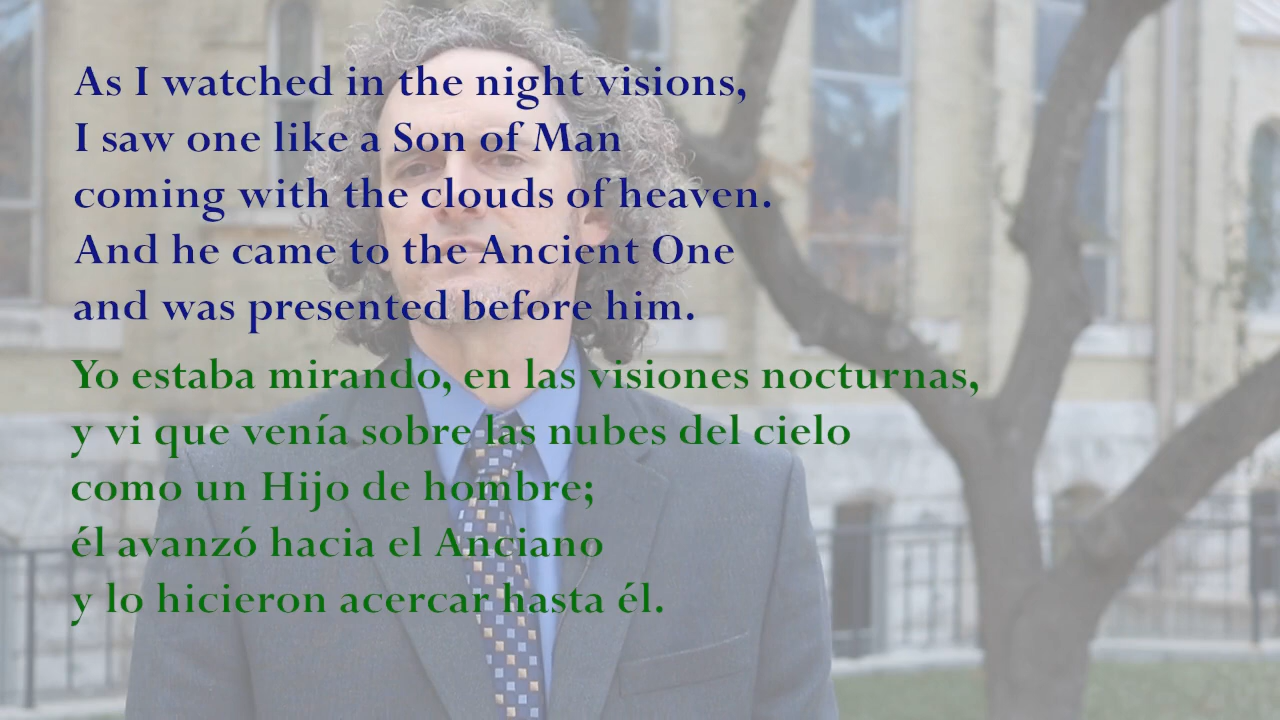 As I watched in the night visions,
I saw one like a Son of Man
coming with the clouds of heaven.
And he came to the Ancient One
and was presented before him.
Yo estaba mirando, en las visiones nocturnas,
y vi que venía sobre las nubes del cielo
como un Hijo de hombre;
él avanzó hacia el Anciano
y lo hicieron acercar hasta él.